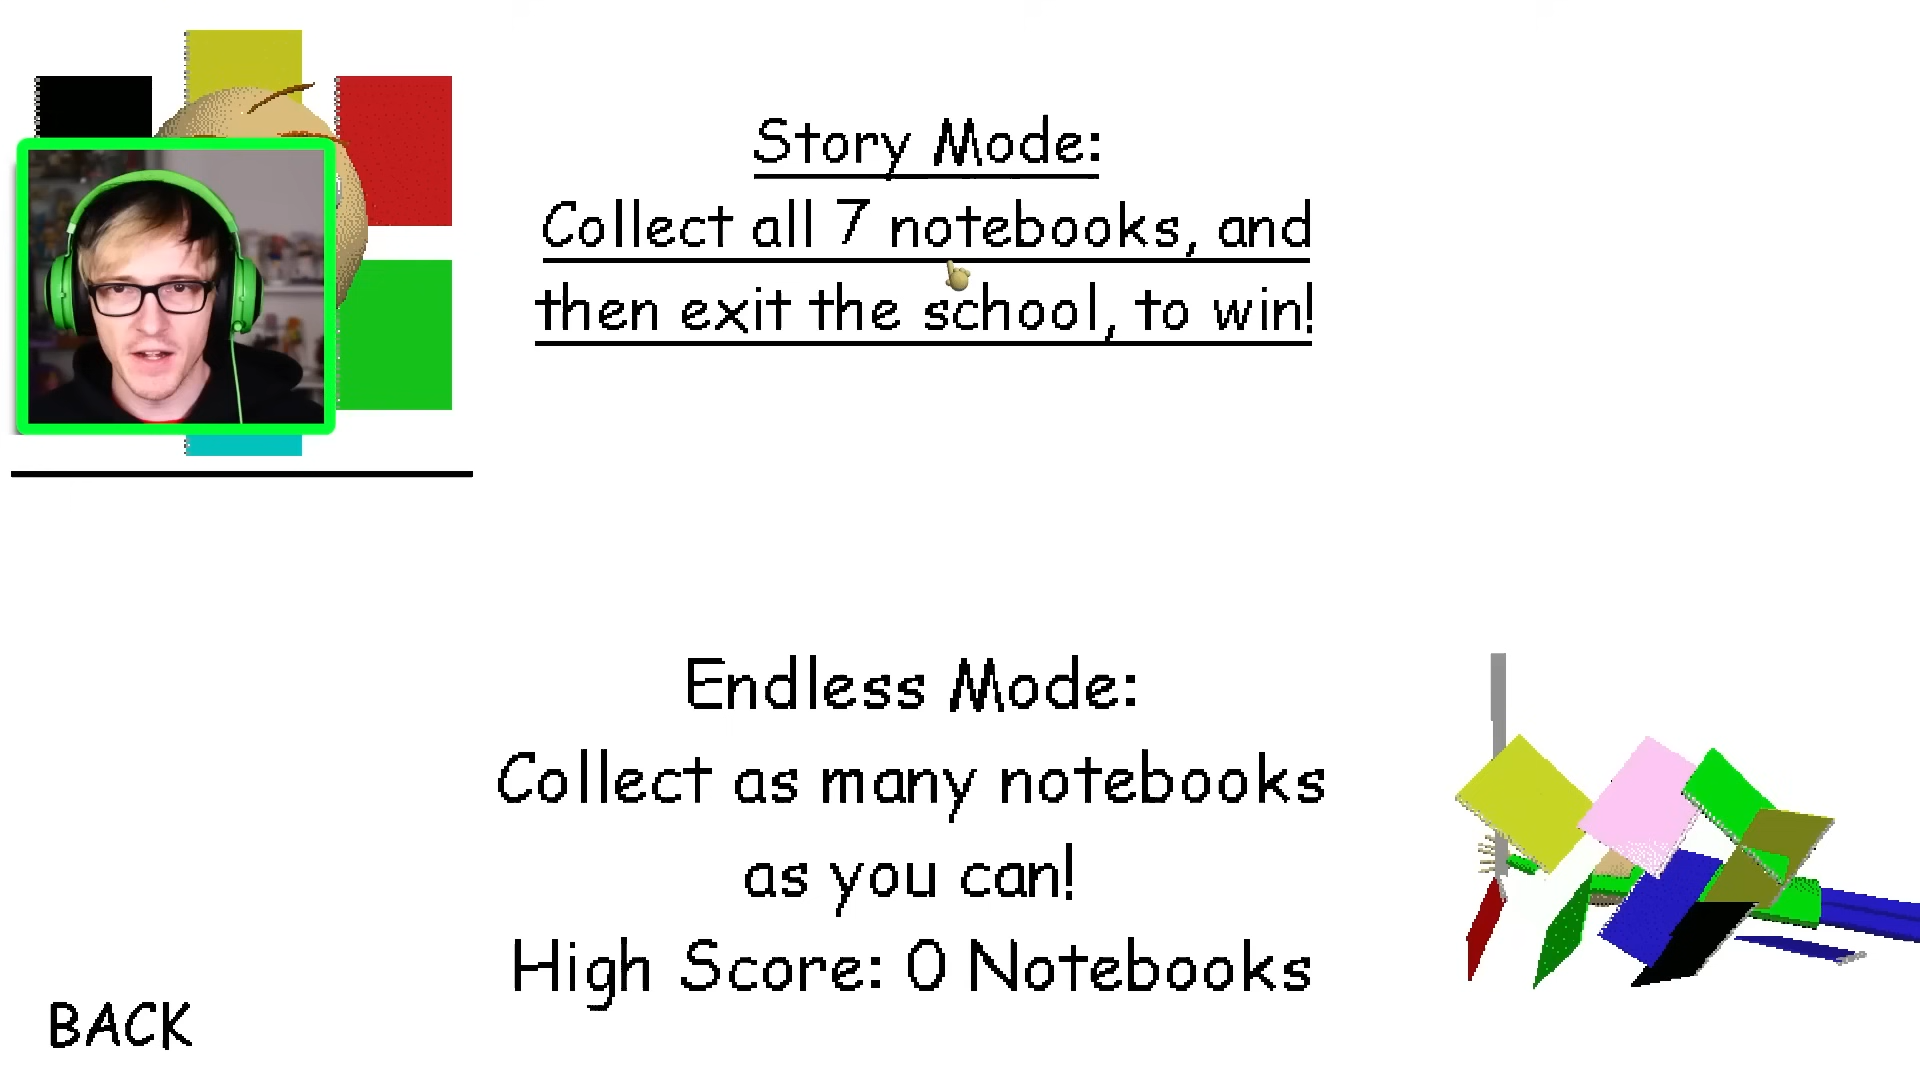 Story Mode:
Collect all 7 notebooks, and
then exit the school, to win!
Endless Mode:
Collect as many notebooks
as you can!
High Score: 0 Notebooks
BACK